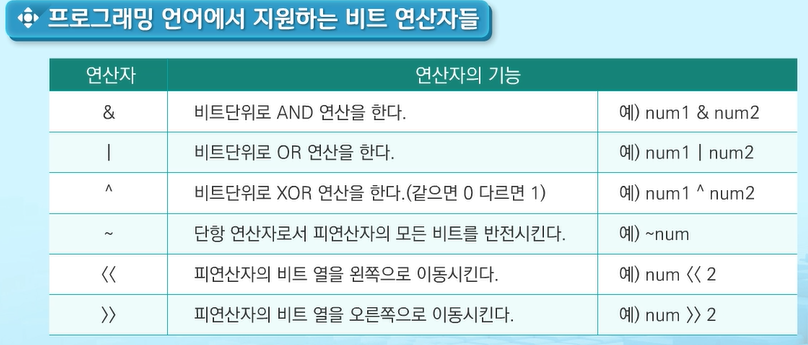 프로그래밍 언어에서 지원하는 비트 연산자들
연산자 연산자의 기능
& 비트단위로 AND 연산을 한다. 예) num1 & num2
| 비트단위로 OR 연산을 한다. 예) num1 | num2
^ 비트단위로 XOR 연산을 한다.(같으면 0 다르면 1) 예) num1 ^ num2
~ 단항 연산자로서 피연산자의 모든 비트를 반전시킨다. 예) ~num
《 피연산자의 비트 열을 왼쪽으로 이동시킨다. 예) num 《 2
》 피연산자의 비트 열을 오른쪽으로 이동시킨다. 예) num 》 2